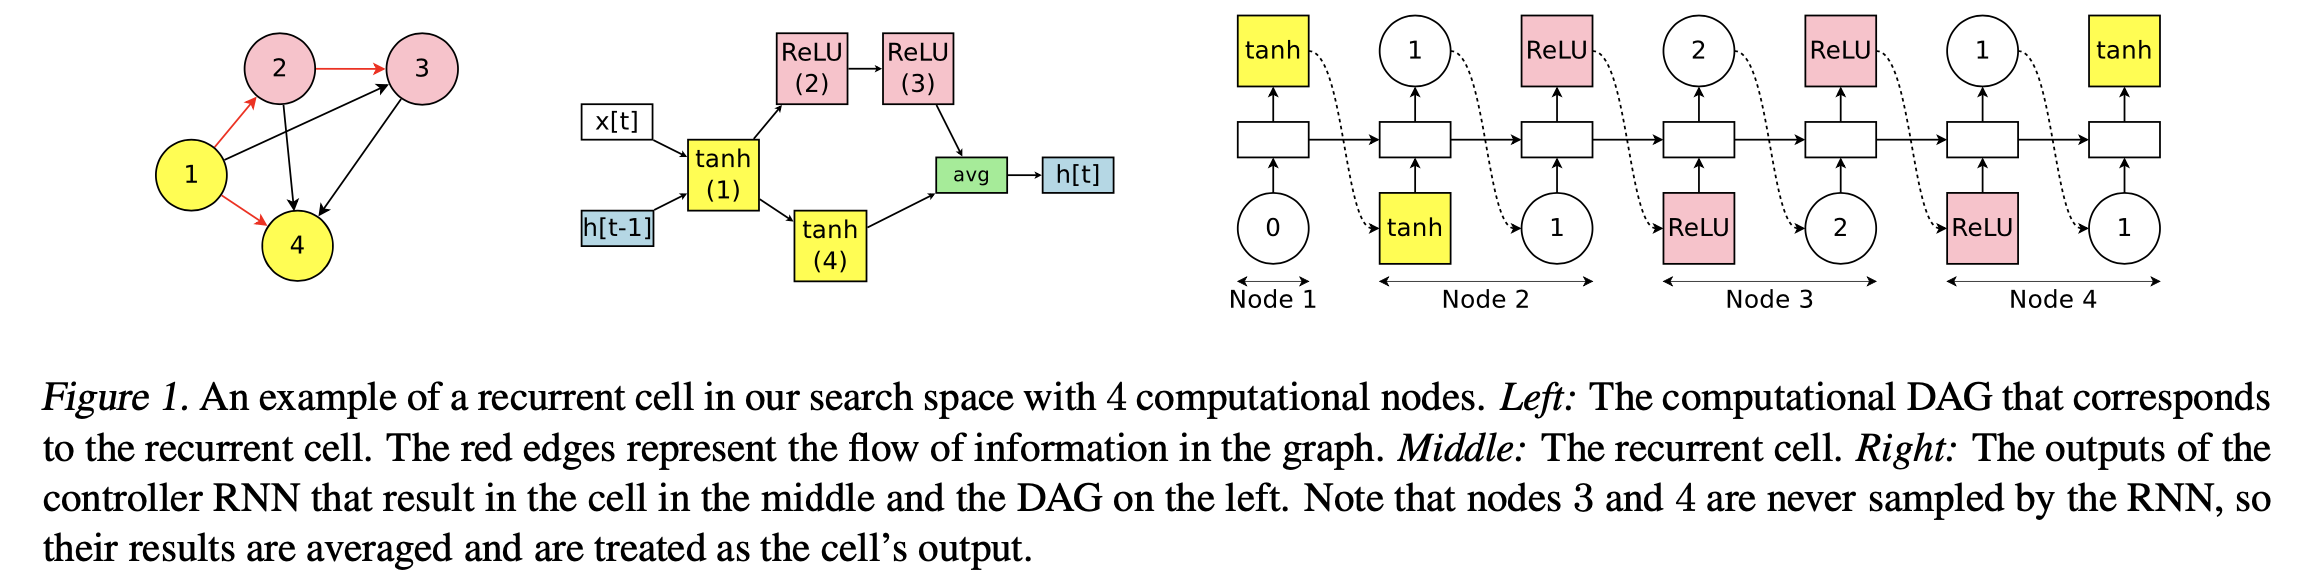 2
3
1
4
x[t]
h[t-1]
tanh
(1)
ReLU
(2)
ReLU
(3)
tanh
(4)
avg
h[t]
tanh
1
ReLU
2
ReLU
1
tanh
0
tanh
1
ReLU
2
ReLU
1
Node 1
Node 2
Node 3
Node 4
Figure 1. An example of a recurrent cell in our search space with 4 computational nodes. Left: The computational DAG that corresponds
to the recurrent cell. The red edges represent the flow of information in the graph. Middle: The recurrent cell. Right: The outputs of the
controller RNN that result in the cell in the middle and the DAG on the left. Note that nodes 3 and 4 are never sampled by the RNN, so
their results are averaged and are treated as the cell's output.